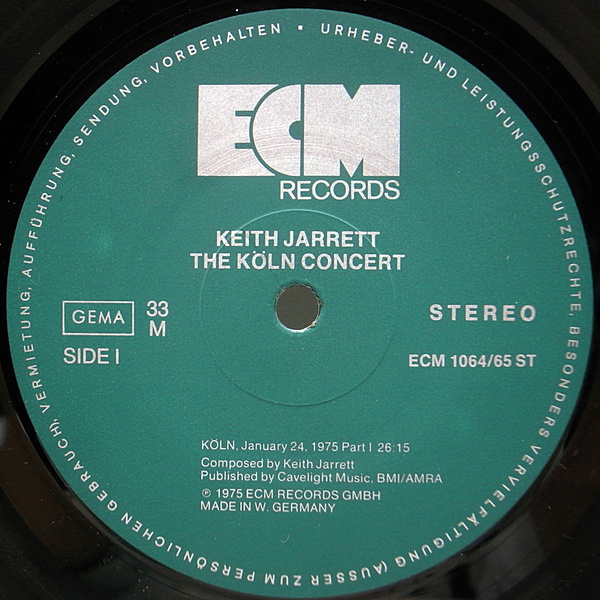 URHEBER- UND LEISTUNGSSCHUTZRECHTE, BESONDERS VERVIELFÄLTIGUNG (AUSSER ZUM PERSÖNLICHEN GEBRAUCH), VERMIETUNG, AUFFÜHRUNG, SENDUNG, VORBEHALTEN •
ECM
RECORDS
KEITH JARRETT
THE KÖLN CONCERT
GEMA 33 M
STEREO
SIDE I
ECM 1064/65 ST
KÖLN, January 24, 1975 Part I 26:15
Composed by Keith Jarrett
Published by Cavelight Music, BMI/AMRA
℗ 1975 ECM RECORDS GMBH
MADE IN W. GERMANY